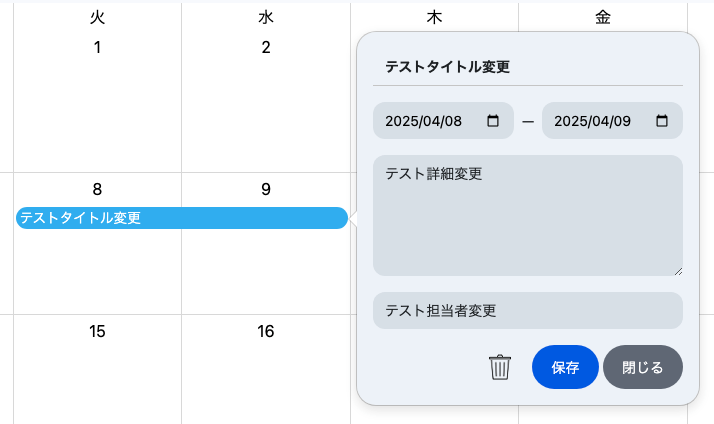 火 水 木 金
1 2
テストタイトル変更
2025/04/08 — 2025/04/09
テスト詳細変更
8 9
テストタイトル変更
テスト担当者変更
15 16
保存 閉じる